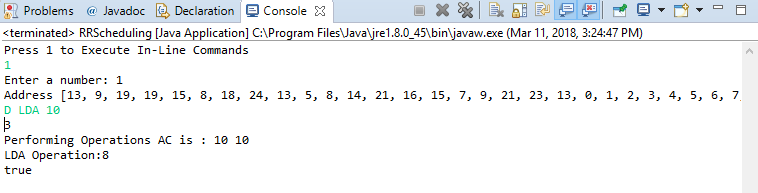 Problems @ Javadoc Declaration Console
<terminated> RRScheduling [Java Application] C:\Program Files\Java\jre1.8.0_45\bin\javaw.exe (Mar 11, 2018, 3:24:47 PM)
Press 1 to Execute In-Line Commands
1
Enter a number: 1
Address [13, 9, 19, 19, 15, 8, 18, 24, 13, 5, 8, 14, 21, 16, 15, 7, 9, 21, 23, 13, 0, 1, 2, 3, 4, 5, 6, 7,
D LDA 10
3
Performing Operations AC is : 10 10
LDA Operation:8
true